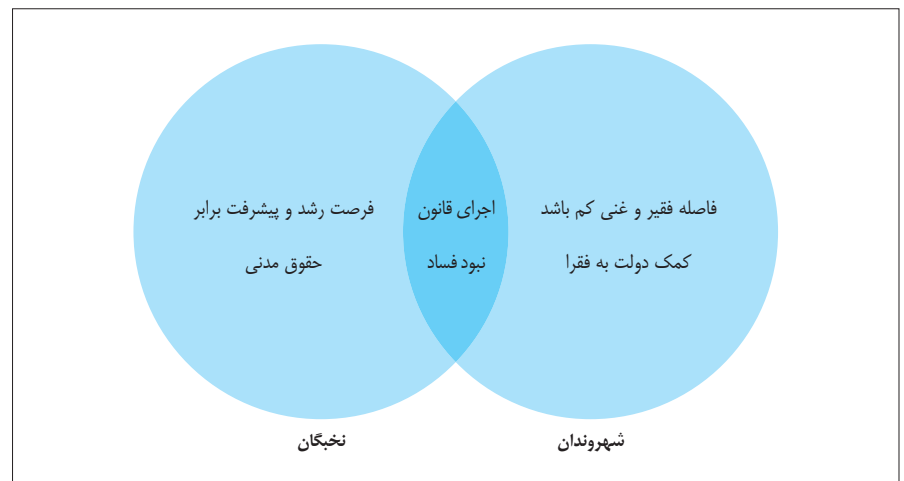 فاصله فقیر و غنی کم باشد
کمک دولت به فقرا
اجرای قانون
نبود فساد
فرصت رشد و پیشرفت برابر
حقوق مدنی
شهروندان
نخبگان